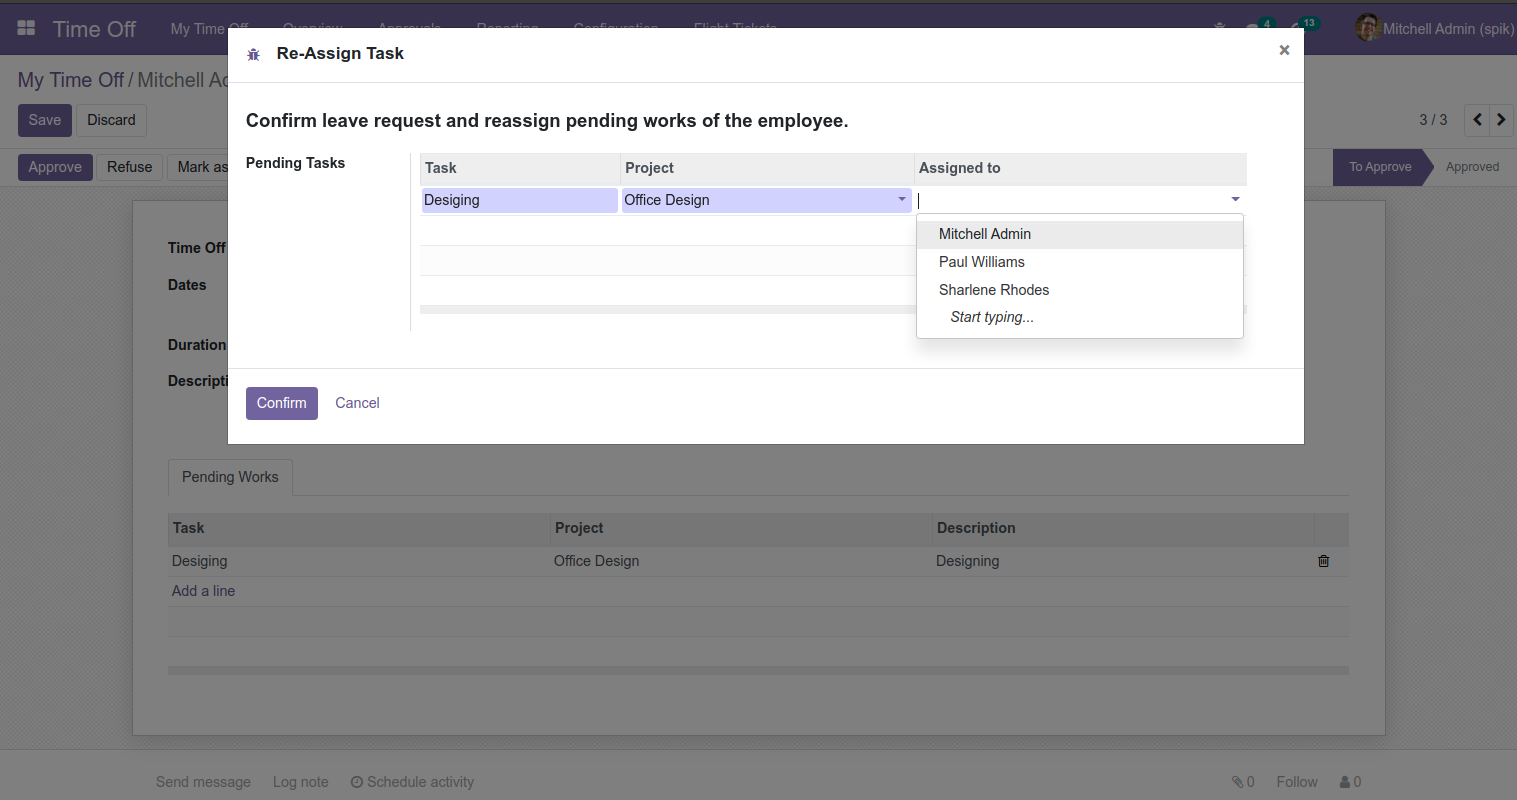 Time Off My Time Off Overview Approvals Reporting Configuration Flight Tickets 4 13 Mitchell Admin (spik)
Re-Assign Task ×
My Time Off / Mitchell
Save Discard 3 / 3
Confirm leave request and reassign pending works of the employee.
Approve Refuse Mark as To Approve Approved
Pending Tasks
Task Project Assigned to
Desiging Office Design
Mitchell Admin
Paul Williams
Sharlene Rhodes
Start typing...
Time Off
Dates
Duration
Descripti
Confirm Cancel
Pending Works
Task Project Description
Desiging Office Design Designing
Add a line
Send message Log note Schedule activity 0 Follow 0